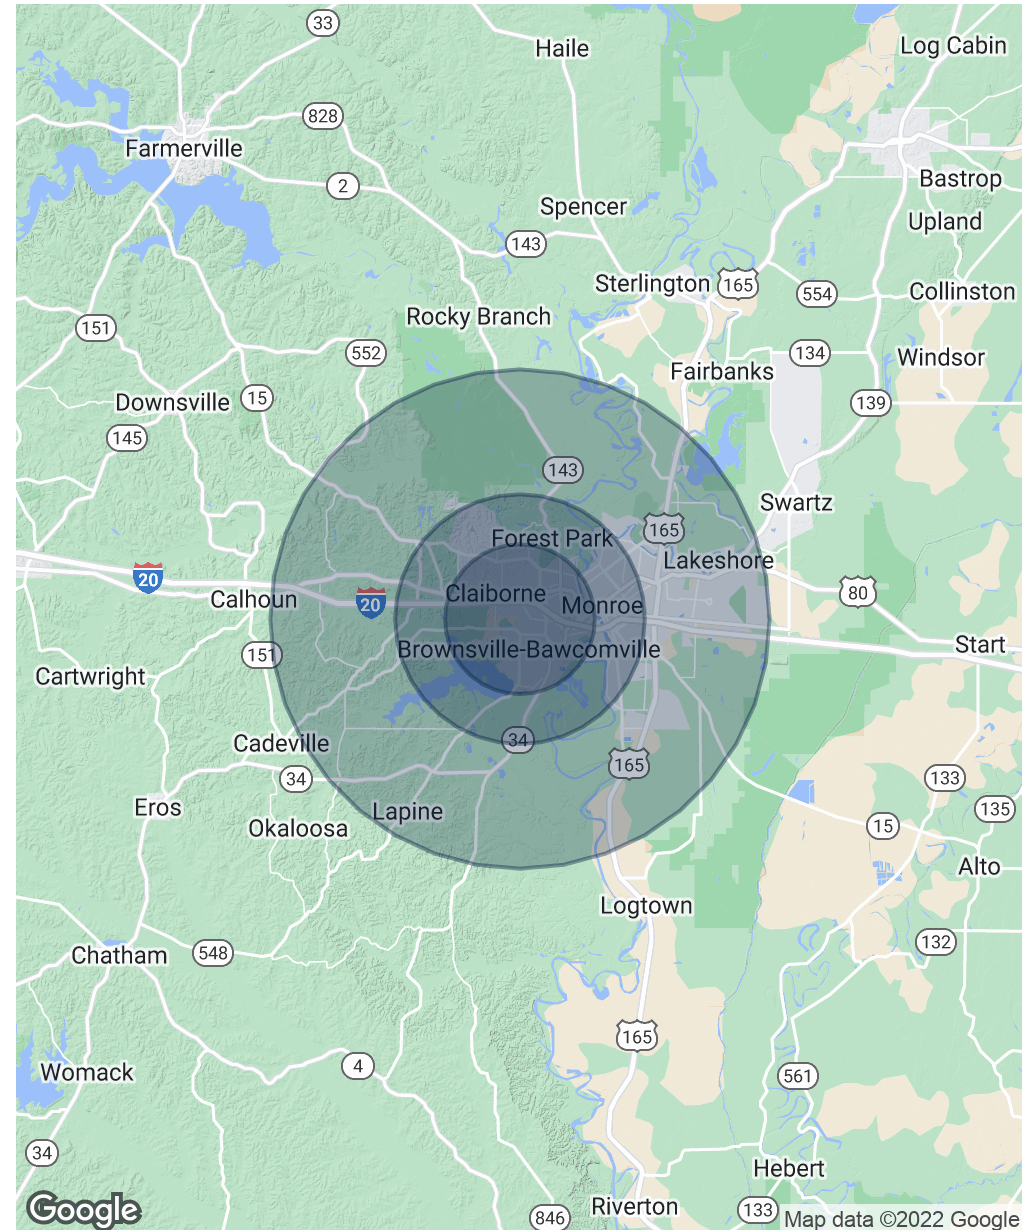 33
Haile
Log Cabin
828
Farmerville
2
Bastrop
Spencer
Upland
143
Sterlington
165
554
Collinston
Rocky Branch
151
552
134
Windsor
Fairbanks
15
Downsville
139
145
143
Swartz
165
Forest Park
Lakeshore
20
20
Claiborne
80
Calhoun
Monroe
Start
151
Brownsville-Bawcomville
Cartwright
Cadeville
34
165
34
133
Eros
Lapine
135
Okaloosa
15
Alto
Logtown
132
548
Chatham
165
4
Womack
561
34
Hebert
Riverton
133
846
Google
Map data ©2022 Google